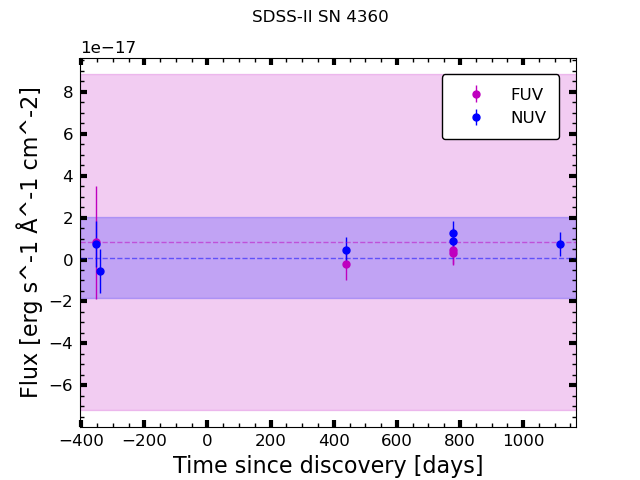 SDSS-II SN 4360
1e−17
FUV
NUV
8
6
4
2
0
−2
−4
−6
−400 −200 0 200 400 600 800 1000
Time since discovery [days]
Flux [erg s^-1 Å^-1 cm^-2]